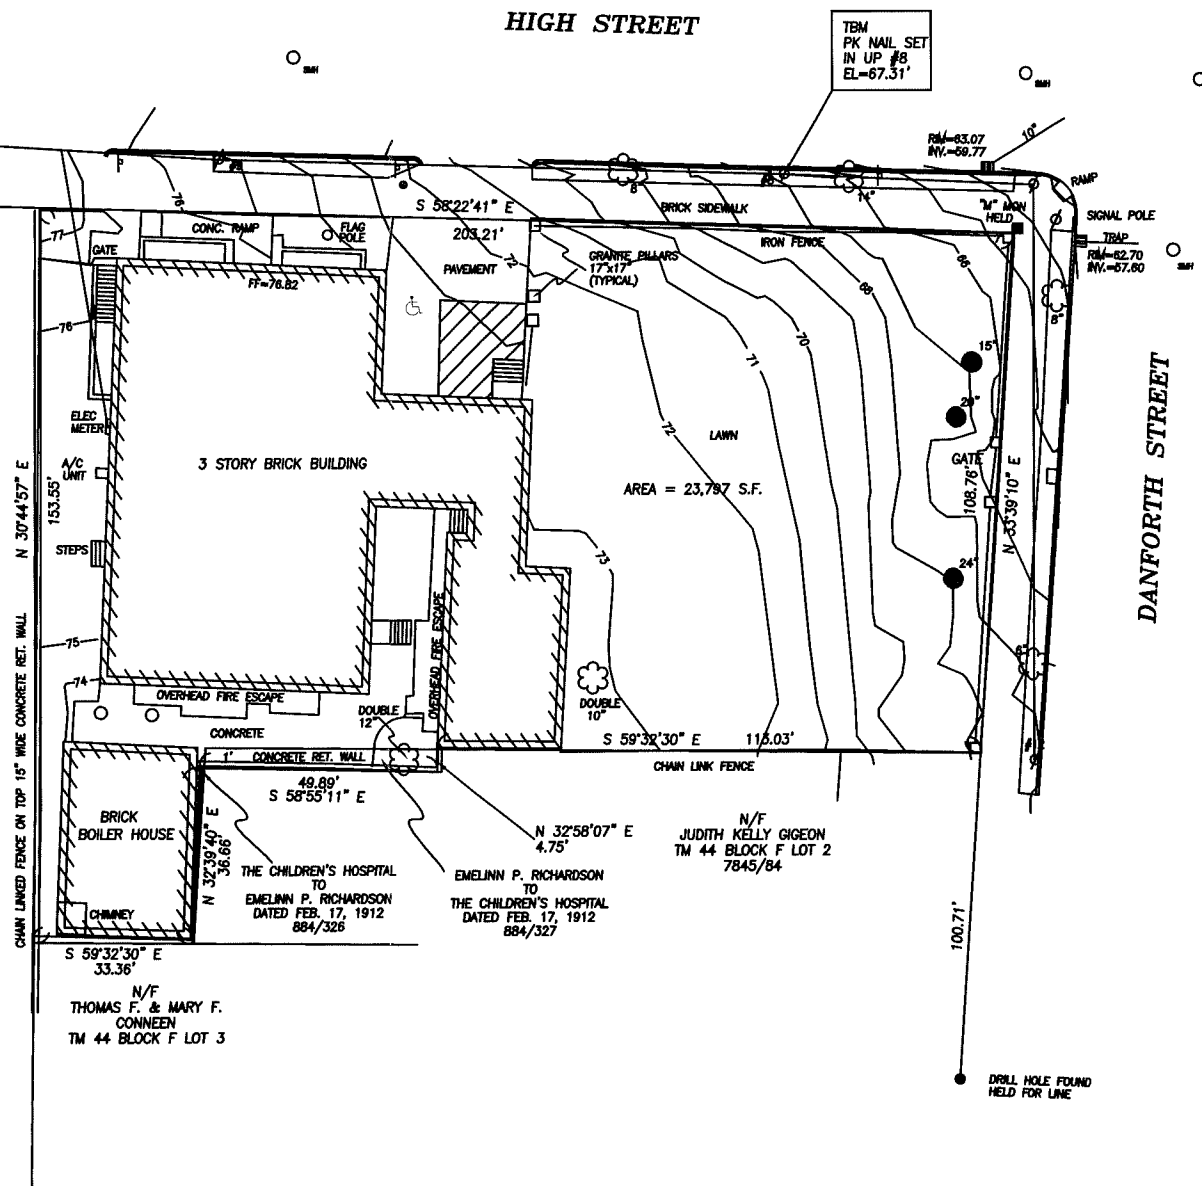 HIGH STREET
TBM
PK NAIL SET
IN UP #8
EL=67.31'
SMH
SMH
SMH
RIM=63.07
INV.=59.77
10"
RAMP
"M" MON
HELD
SIGNAL POLE
TRAP
RIM=62.70
INV.=57.60
8"
14"
8"
S 58°22'41" E
203.21'
BRICK SIDEWALK
IRON FENCE
76
77
CONC. RAMP
FLAG
POLE
GATE
PAVEMENT
72
GRANITE PILLARS
17"x17"
(TYPICAL)
66
68
70
71
72
FF=76.82
76
15"
20"
ELEC
METER
LAWN
GATE
A/C
UNIT
3 STORY BRICK BUILDING
AREA = 23,797 S.F.
108.76'
N 33°39'10" E
DANFORTH STREET
N 30°44'57" E
153.55'
STEPS
73
24"
6"
75
74
OVERHEAD FIRE ESCAPE
OVERHEAD FIRE ESCAPE
DOUBLE
12"
DOUBLE
10"
CONCRETE
S 59°32'30" E 113.03'
1' CONCRETE RET. WALL
CHAIN LINK FENCE
49.89'
S 58°55'11" E
CHAIN LINKED FENCE ON TOP 15" WIDE CONCRETE RET. WALL
BRICK
BOILER HOUSE
N 32°39'40" E
36.66'
N 32°58'07" E
4.75'
N/F
JUDITH KELLY GIGEON
TM 44 BLOCK F LOT 2
7845/84
THE CHILDREN'S HOSPITAL
TO
EMELINN P. RICHARDSON
DATED FEB. 17, 1912
884/326
EMELINN P. RICHARDSON
TO
THE CHILDREN'S HOSPITAL
DATED FEB. 17, 1912
884/327
CHIMNEY
S 59°32'30" E
33.36'
100.71'
N/F
THOMAS F. & MARY F.
CONNEEN
TM 44 BLOCK F LOT 3
DRILL HOLE FOUND
HELD FOR LINE